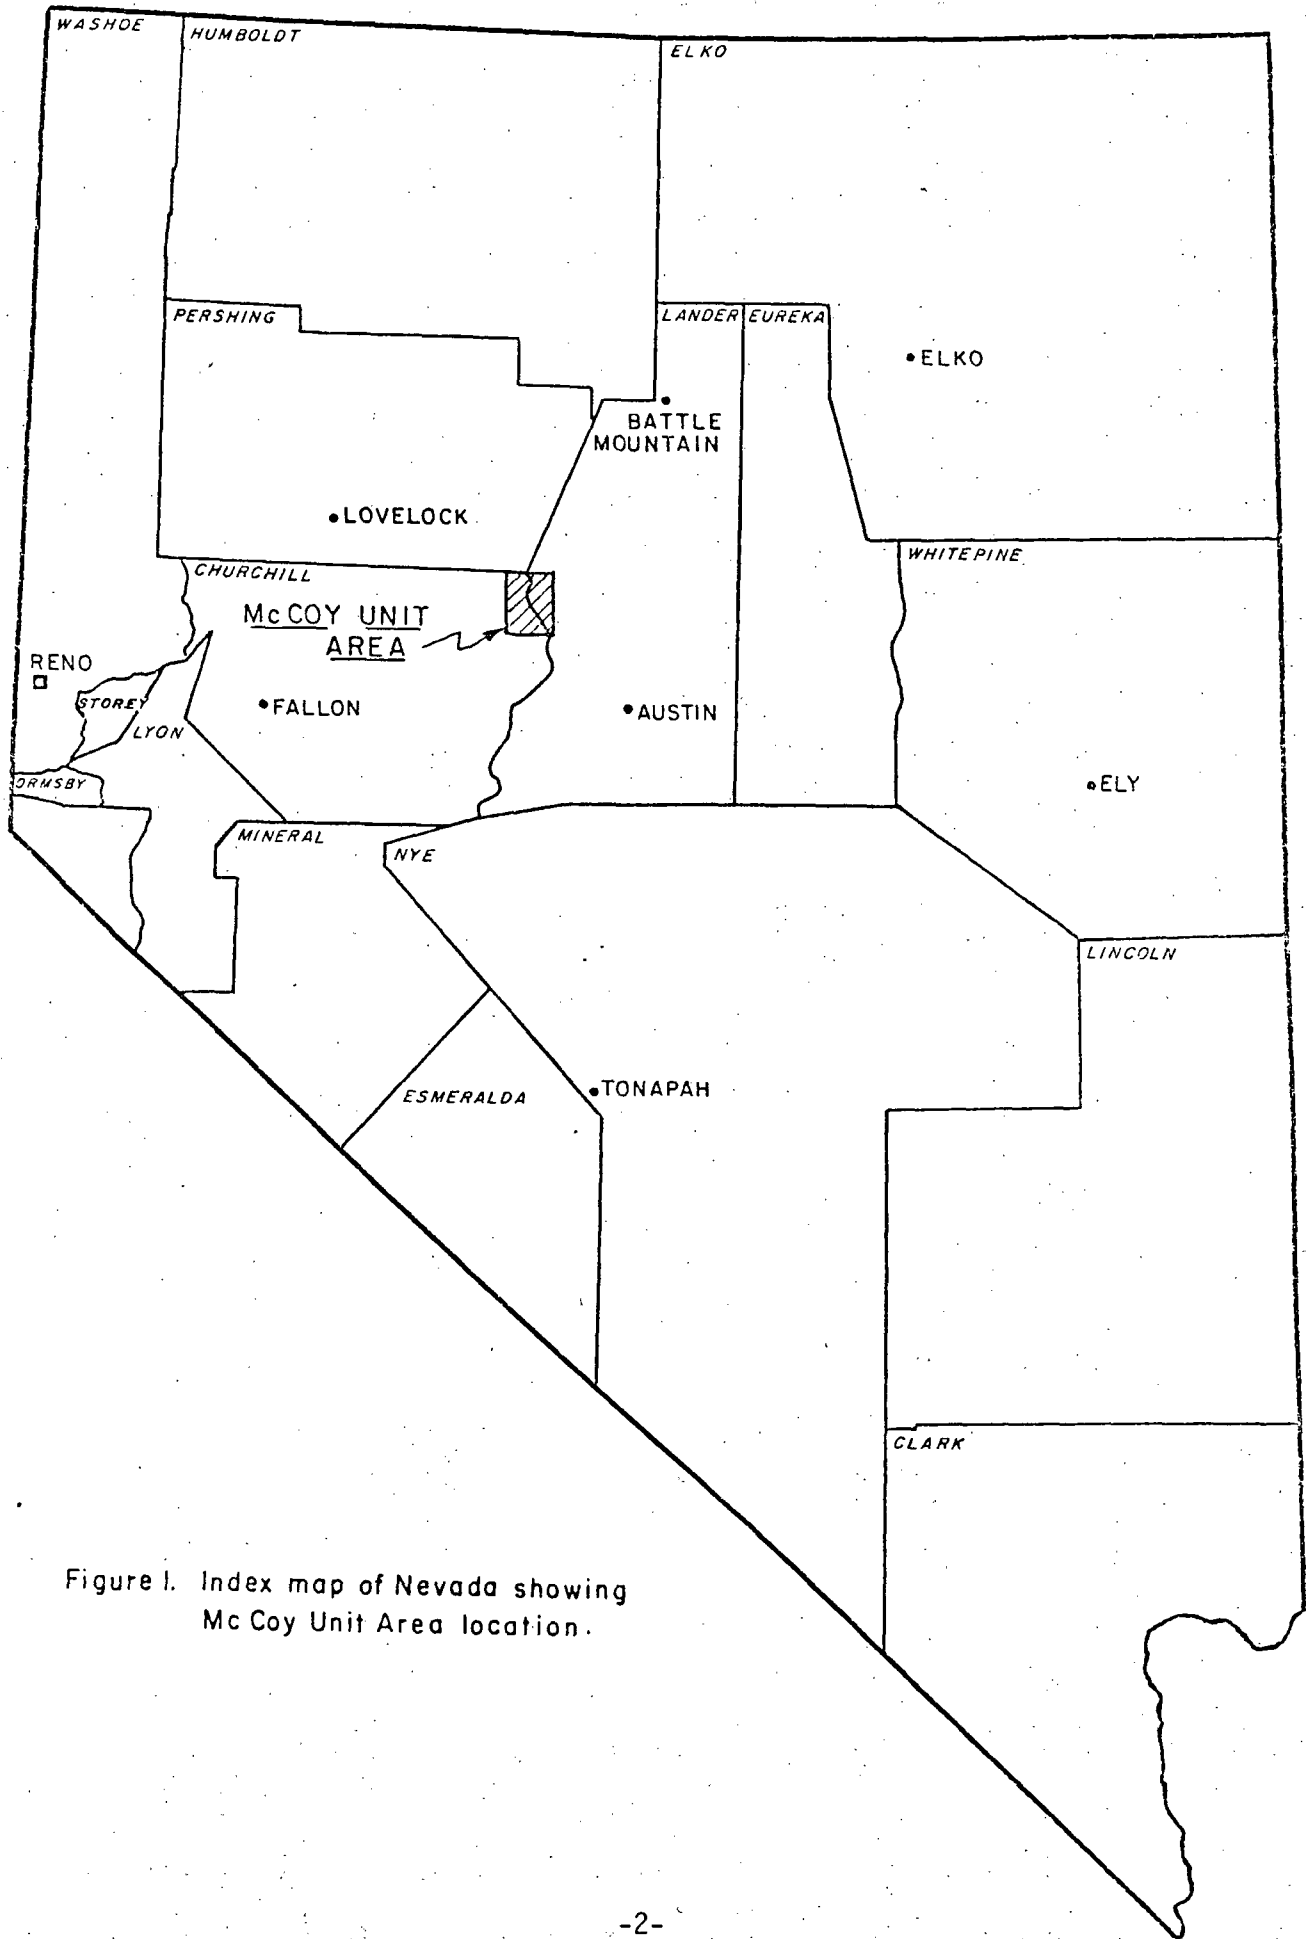 WASHOE
HUMBOLDT
ELKO
PERSHING
LANDER
EUREKA
ELKO
BATTLE
MOUNTAIN
LOVELOCK
CHURCHILL
WHITE PINE
McCOY UNIT
AREA
RENO
STOREY
LYON
FALLON
AUSTIN
ORMSBY
ELY
MINERAL
NYE
LINCOLN
ESMERALDA
TONAPAH
CLARK
Figure 1. Index map of Nevada showing
Mc Coy Unit Area location.
-2-